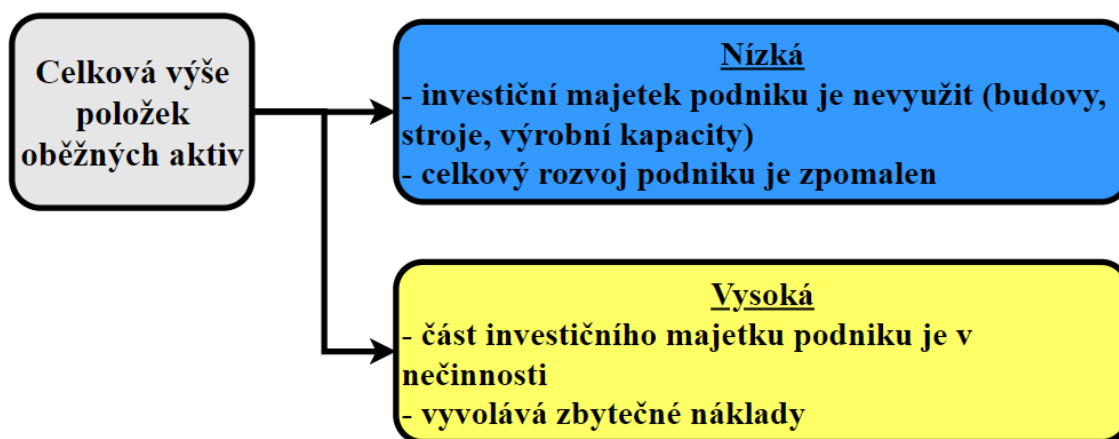 Celková výše
položek
oběžných aktiv
Nízká
- investiční majetek podniku je nevyužit (budovy,
stroje, výrobní kapacity)
- celkový rozvoj podniku je zpomalen
Vysoká
- část investičního majetku podniku je v
nečinnosti
- vyvolává zbytečné náklady